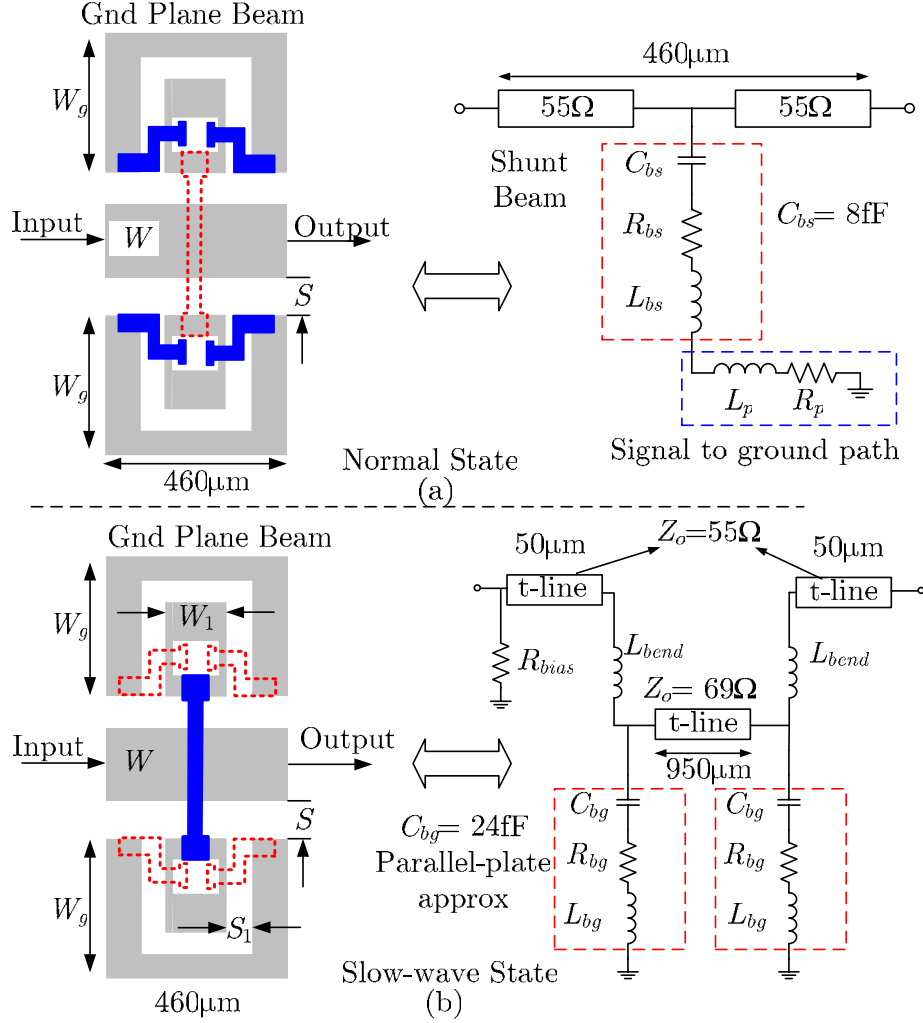 Gnd Plane Beam
W_g
Input
W
Output
S
W_g
460μm
Normal State
(a)
460μm
55Ω
55Ω
Shunt
Beam
C_bs
R_bs
L_bs
C_bs= 8fF
L_p
R_p
Signal to ground path
Gnd Plane Beam
W_g
W_1
Input
W
Output
S
W_g
S_1
460μm
Slow-wave State
(b)
50μm
Z_o=55Ω
50μm
t-line
t-line
R_bias
L_bend
L_bend
Z_o= 69Ω
t-line
950μm
C_bg= 24fF
Parallel-plate
approx
C_bg
R_bg
L_bg
C_bg
R_bg
L_bg